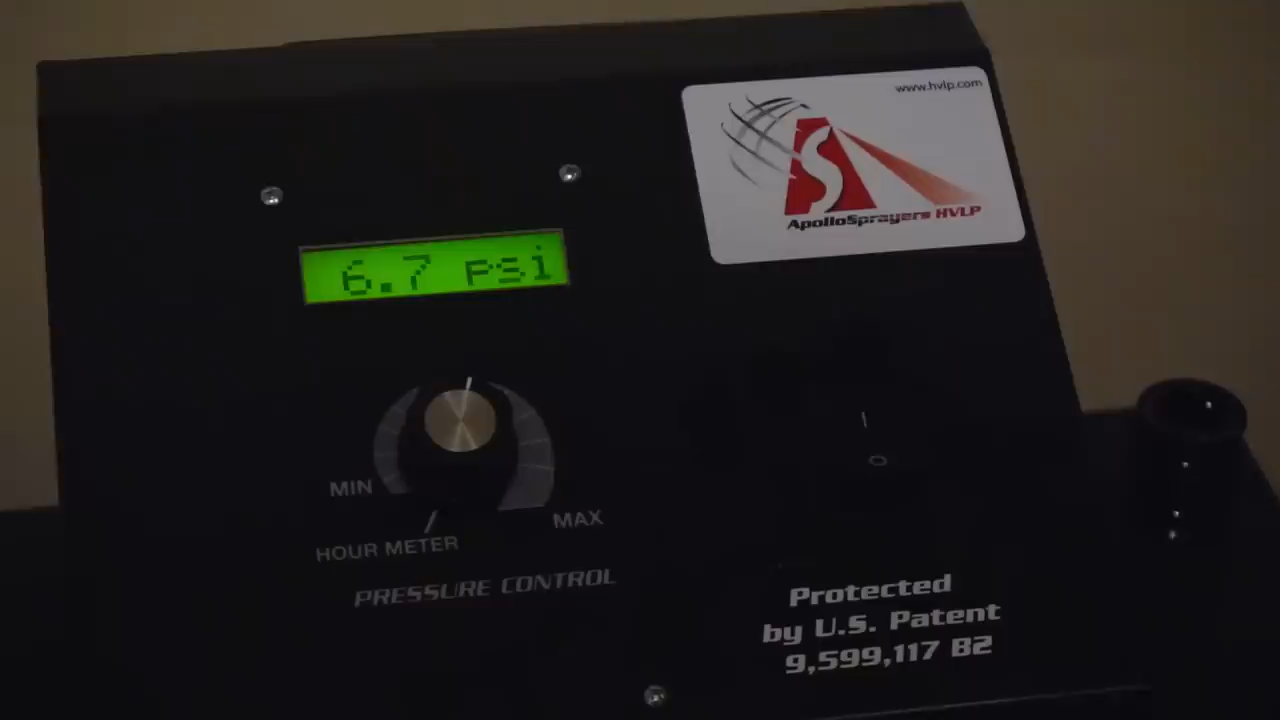 www.hvlp.com
ApolloSprayers HVLP
6.7 psi
MIN
MAX
HOUR METER
PRESSURE CONTROL
Protected
by U.S. Patent
9,599,117 B2